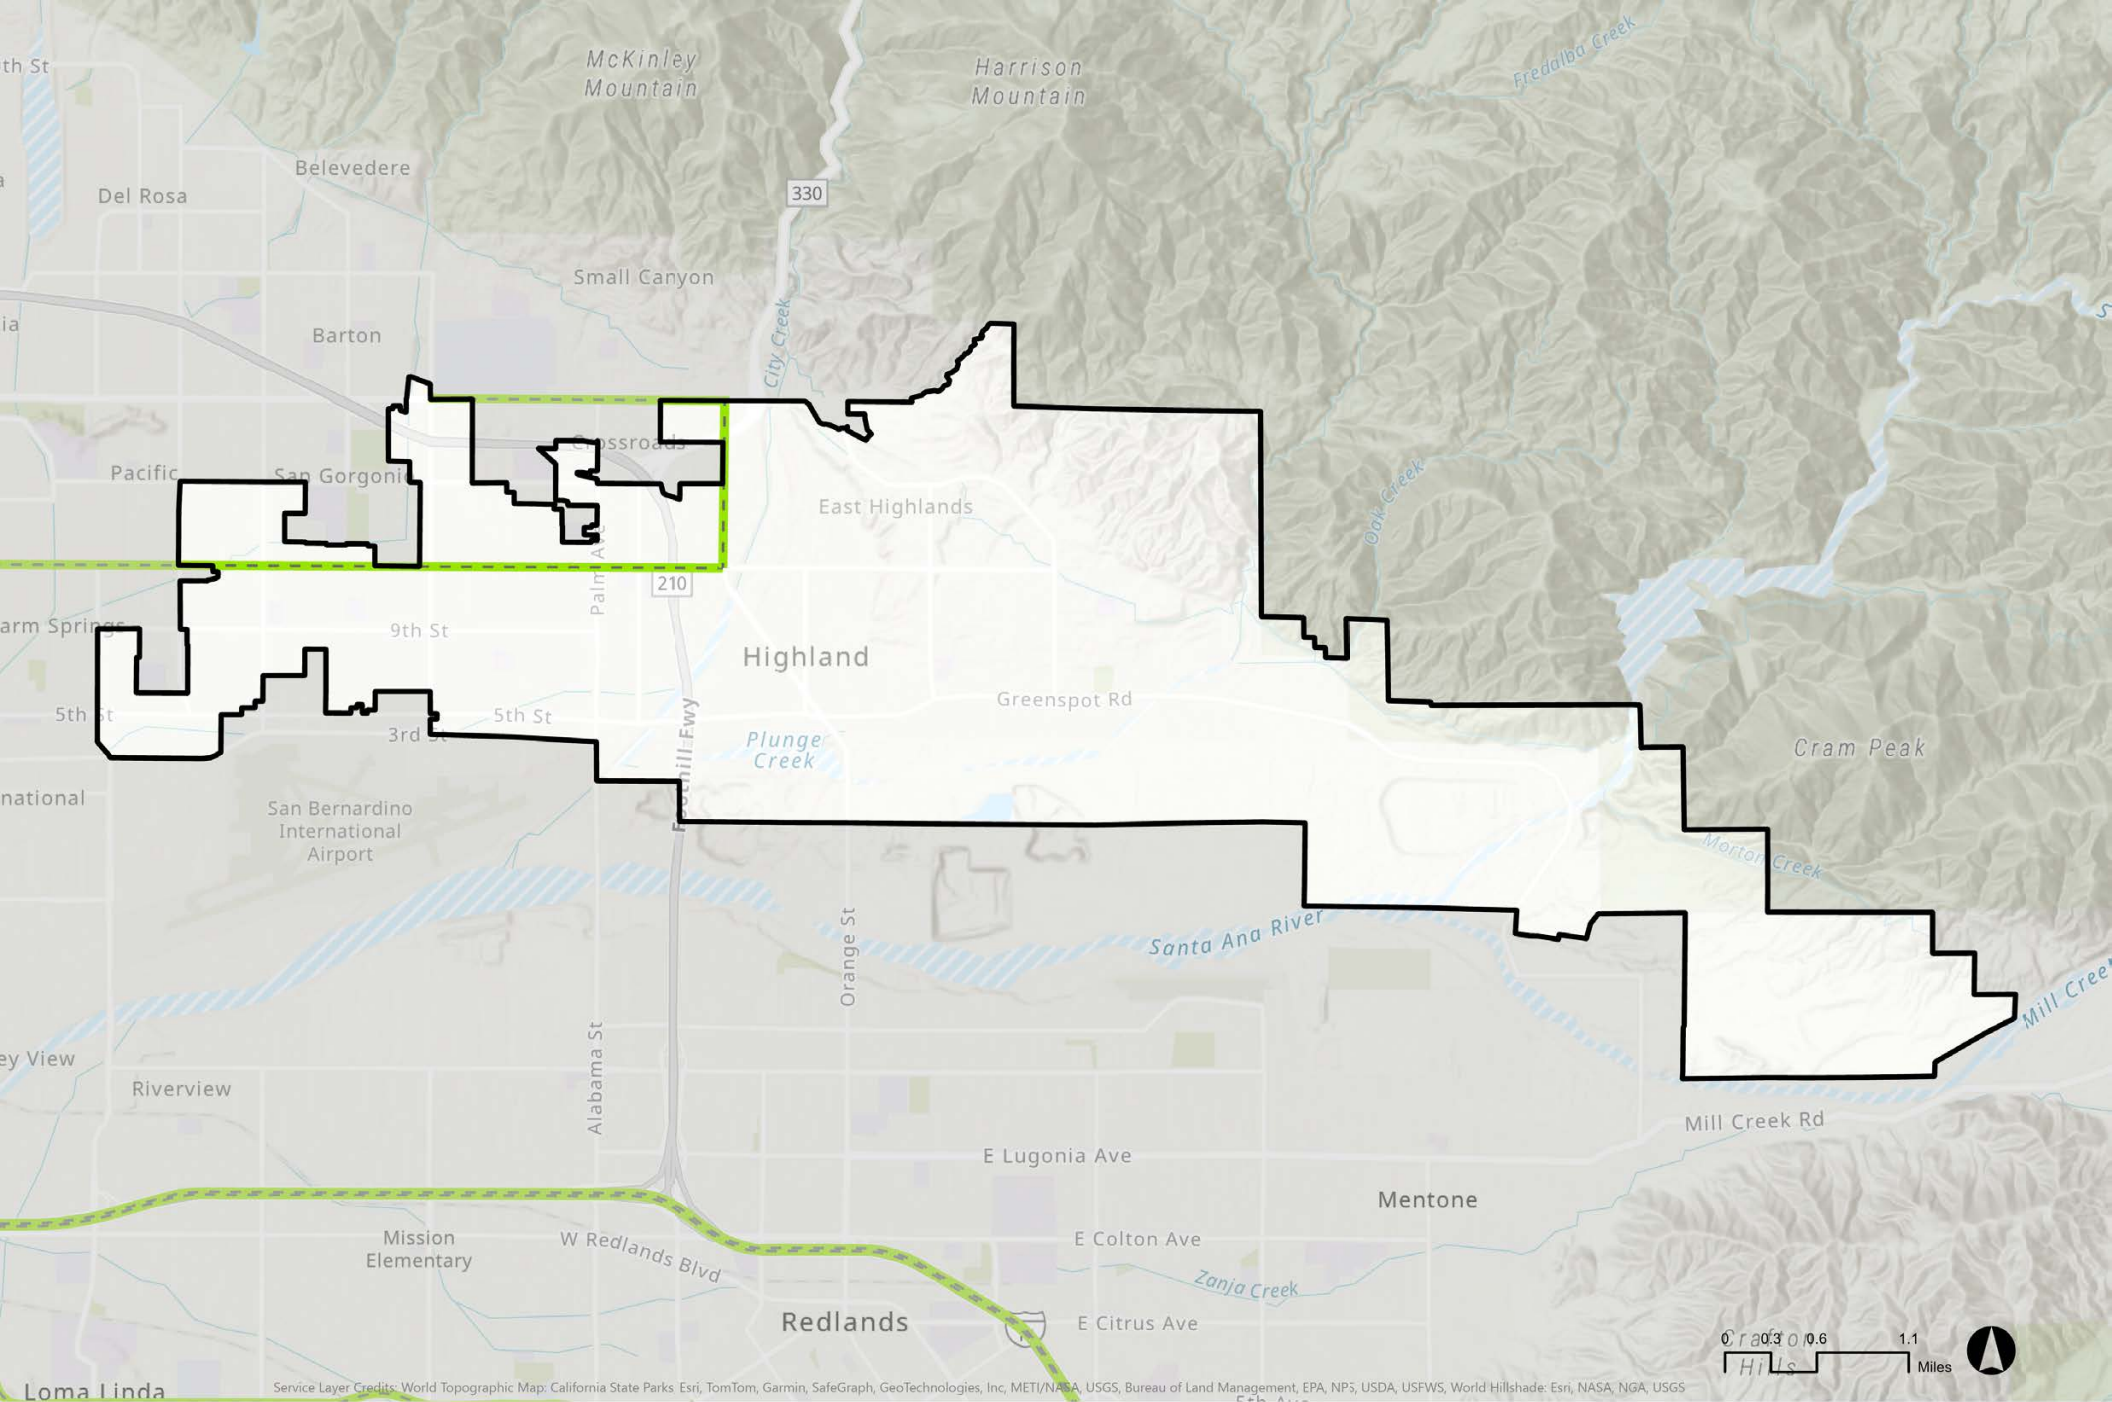 McKinley
Mountain
Harrison
Mountain
Fredalba Creek
th St
Belevedere
Del Rosa
330
Small Canyon
City Creek
ia
Barton
Crossroads
Pacific
San Gorgonio
East Highlands
Oak Creek
Palm Ave
210
arm Springs
9th St
Highland
Greenspot Rd
5th St
5th St
3rd St
Foothill Fwy
Plunge
Creek
Cram Peak
national
San Bernardino
International
Airport
Morton Creek
Santa Ana River
Orange St
Mill Creek
Alabama St
ey View
Riverview
Mill Creek Rd
E Lugonia Ave
Mentone
Mission
Elementary
W Redlands Blvd
E Colton Ave
Zanja Creek
Redlands
E Citrus Ave
Crafton
Hills
0 0.3 0.6 1.1
Miles
Loma Linda
Service Layer Credits: World Topographic Map: California State Parks, Esri, TomTom, Garmin, SafeGraph, GeoTechnologies, Inc, METI/NASA, USGS, Bureau of Land Management, EPA, NPS, USDA, USFWS, World Hillshade: Esri, NASA, NGA, USGS